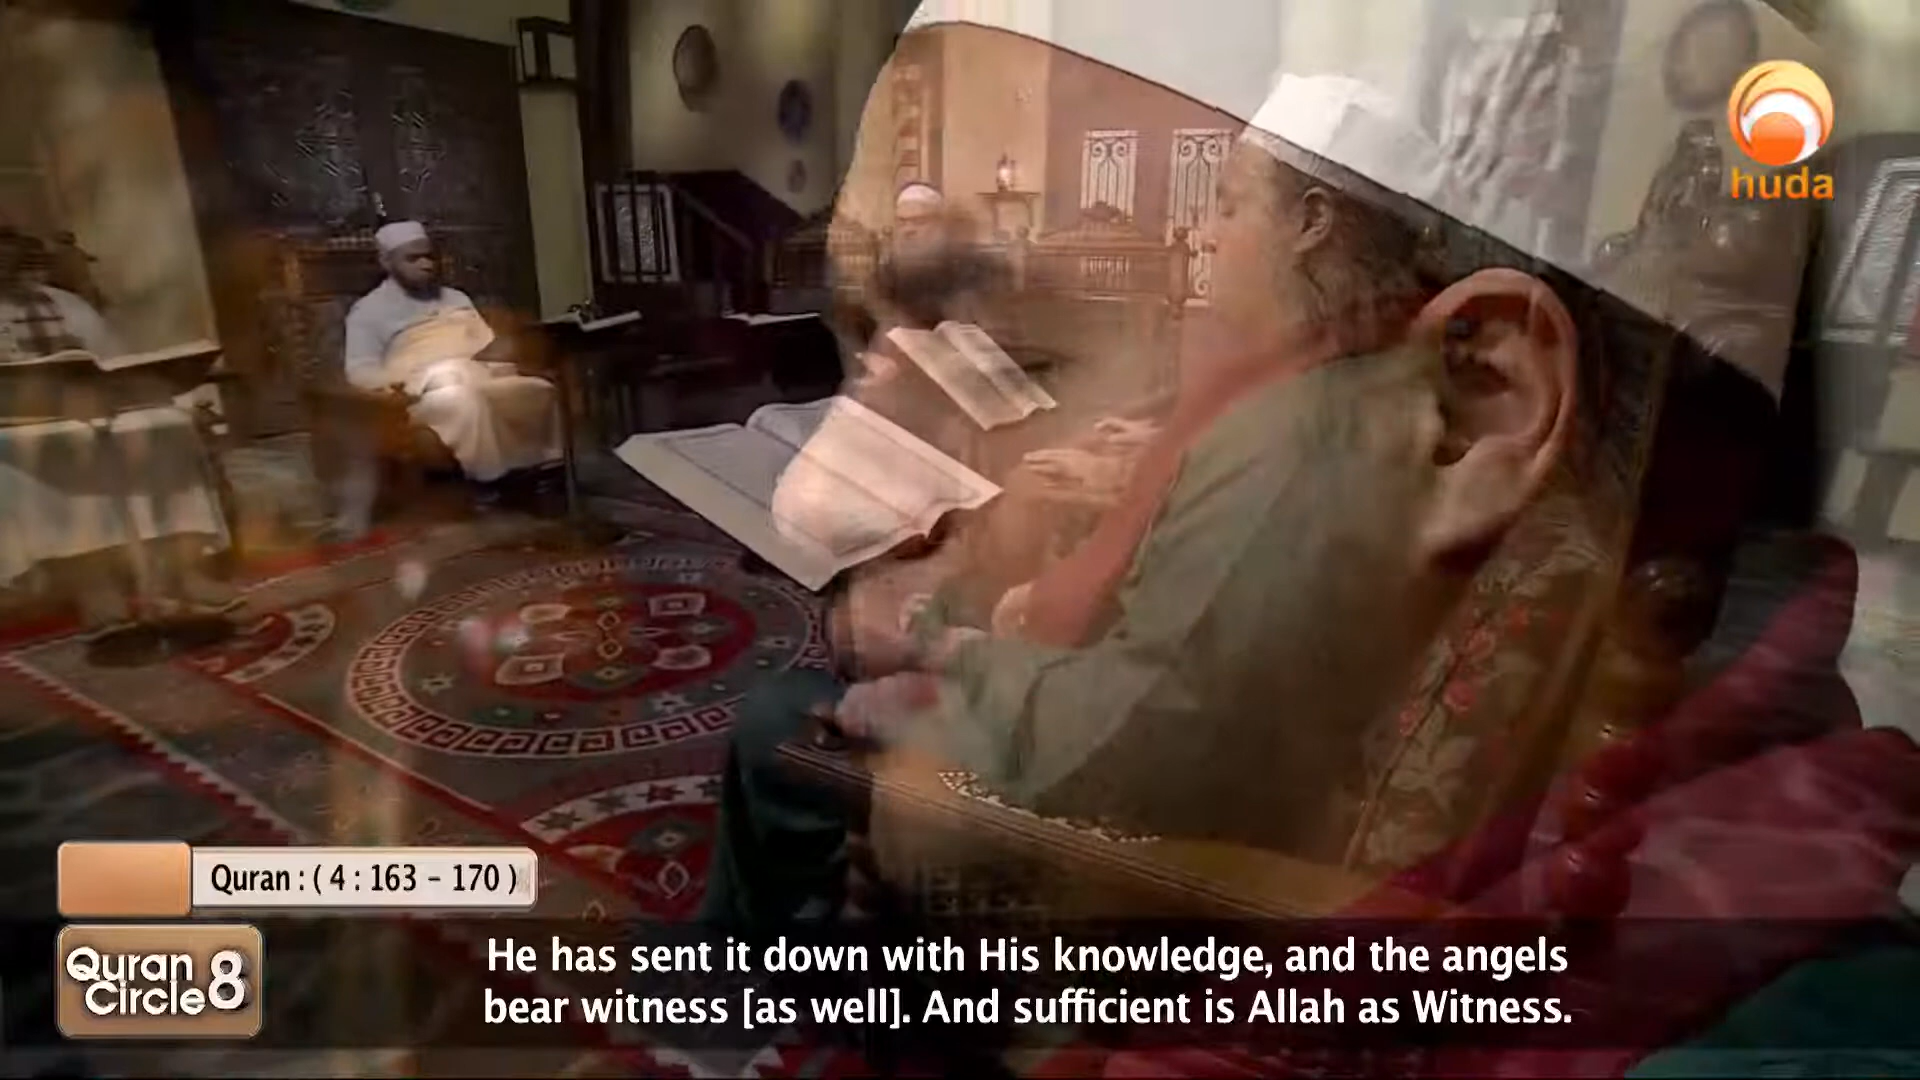 huda
Quran : ( 4 : 163 - 170 )
Quran
Circle 8
He has sent it down with His knowledge, and the angels
bear witness [as well]. And sufficient is Allah as Witness.